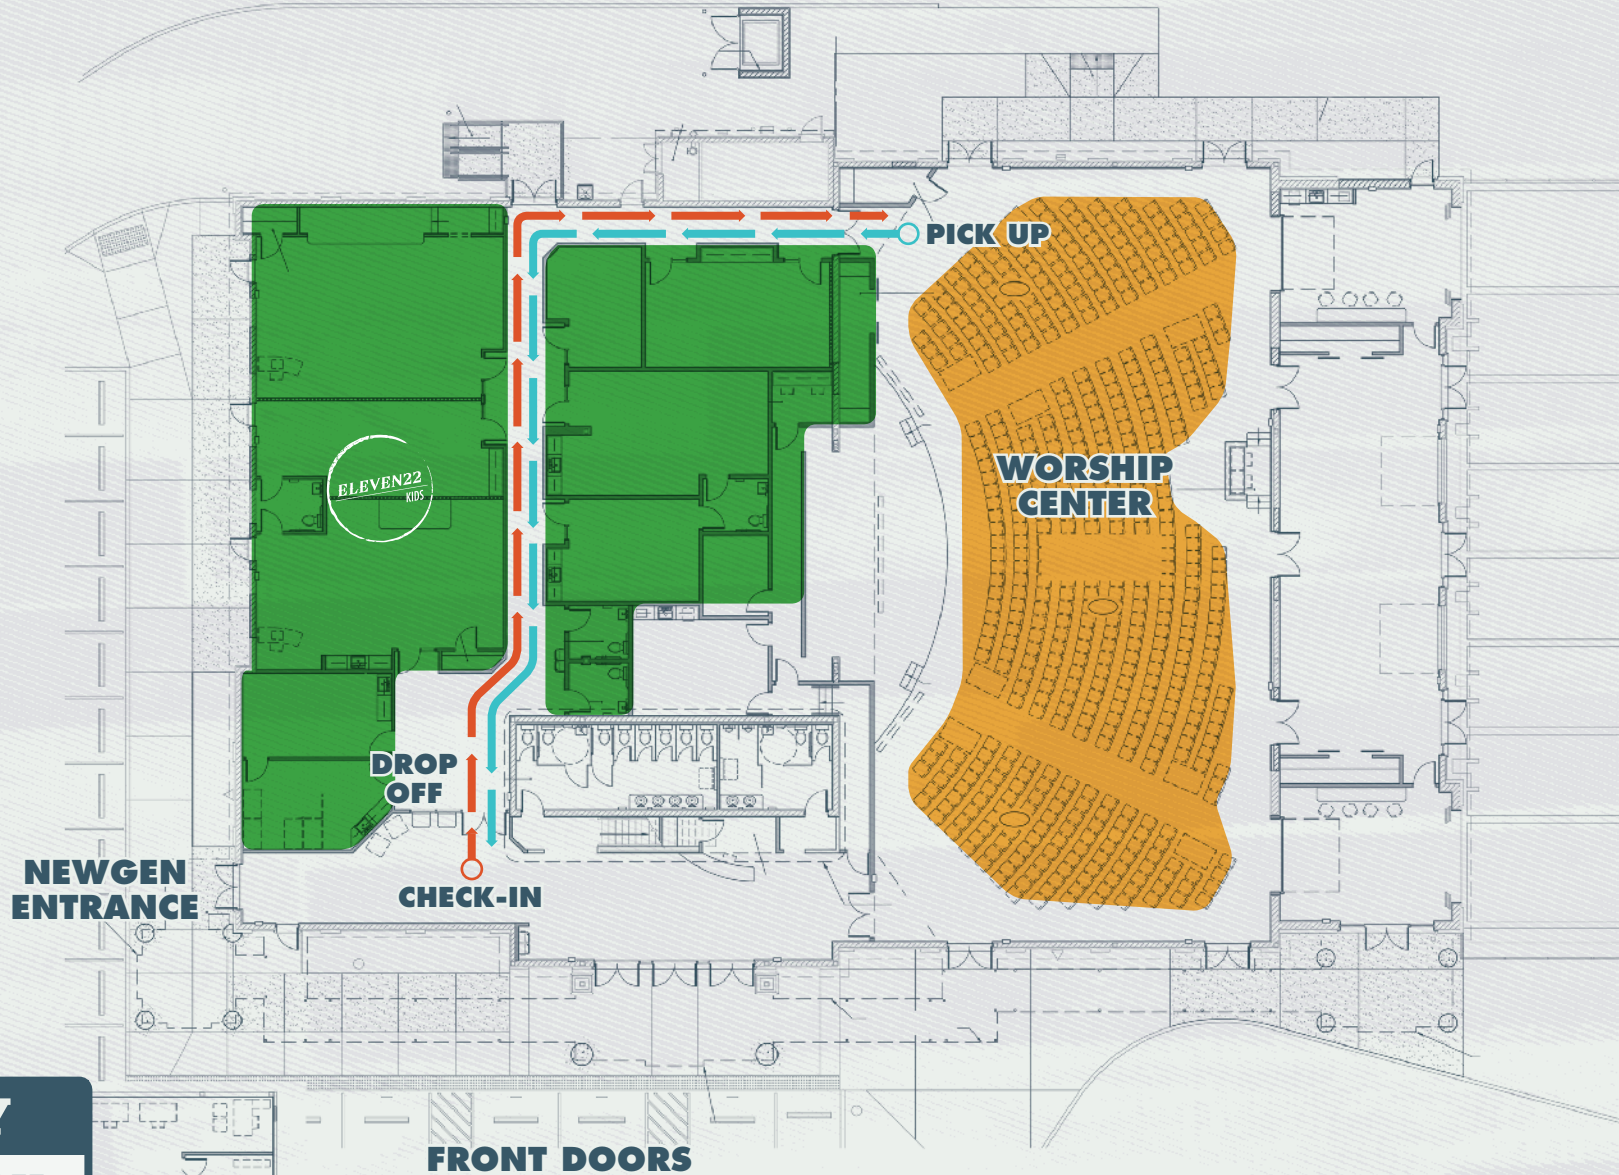 PICK UP
WORSHIP
CENTER
ELEVEN22
KIDS
DROP
OFF
NEWGEN
ENTRANCE
CHECK-IN
FRONT DOORS
Y